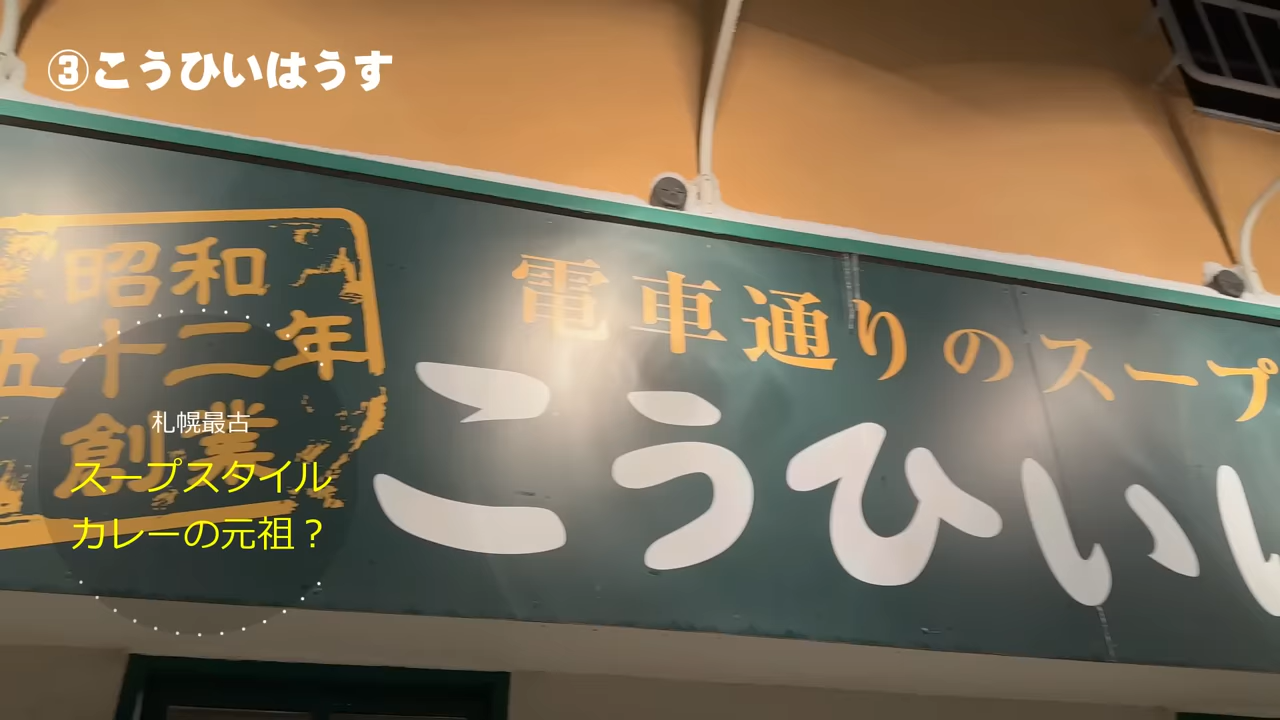 ③こうひいはうす
昭和
五十二年
創業
電車通りのスープ
こうひい
札幌最古
スープスタイル
カレーの元祖？